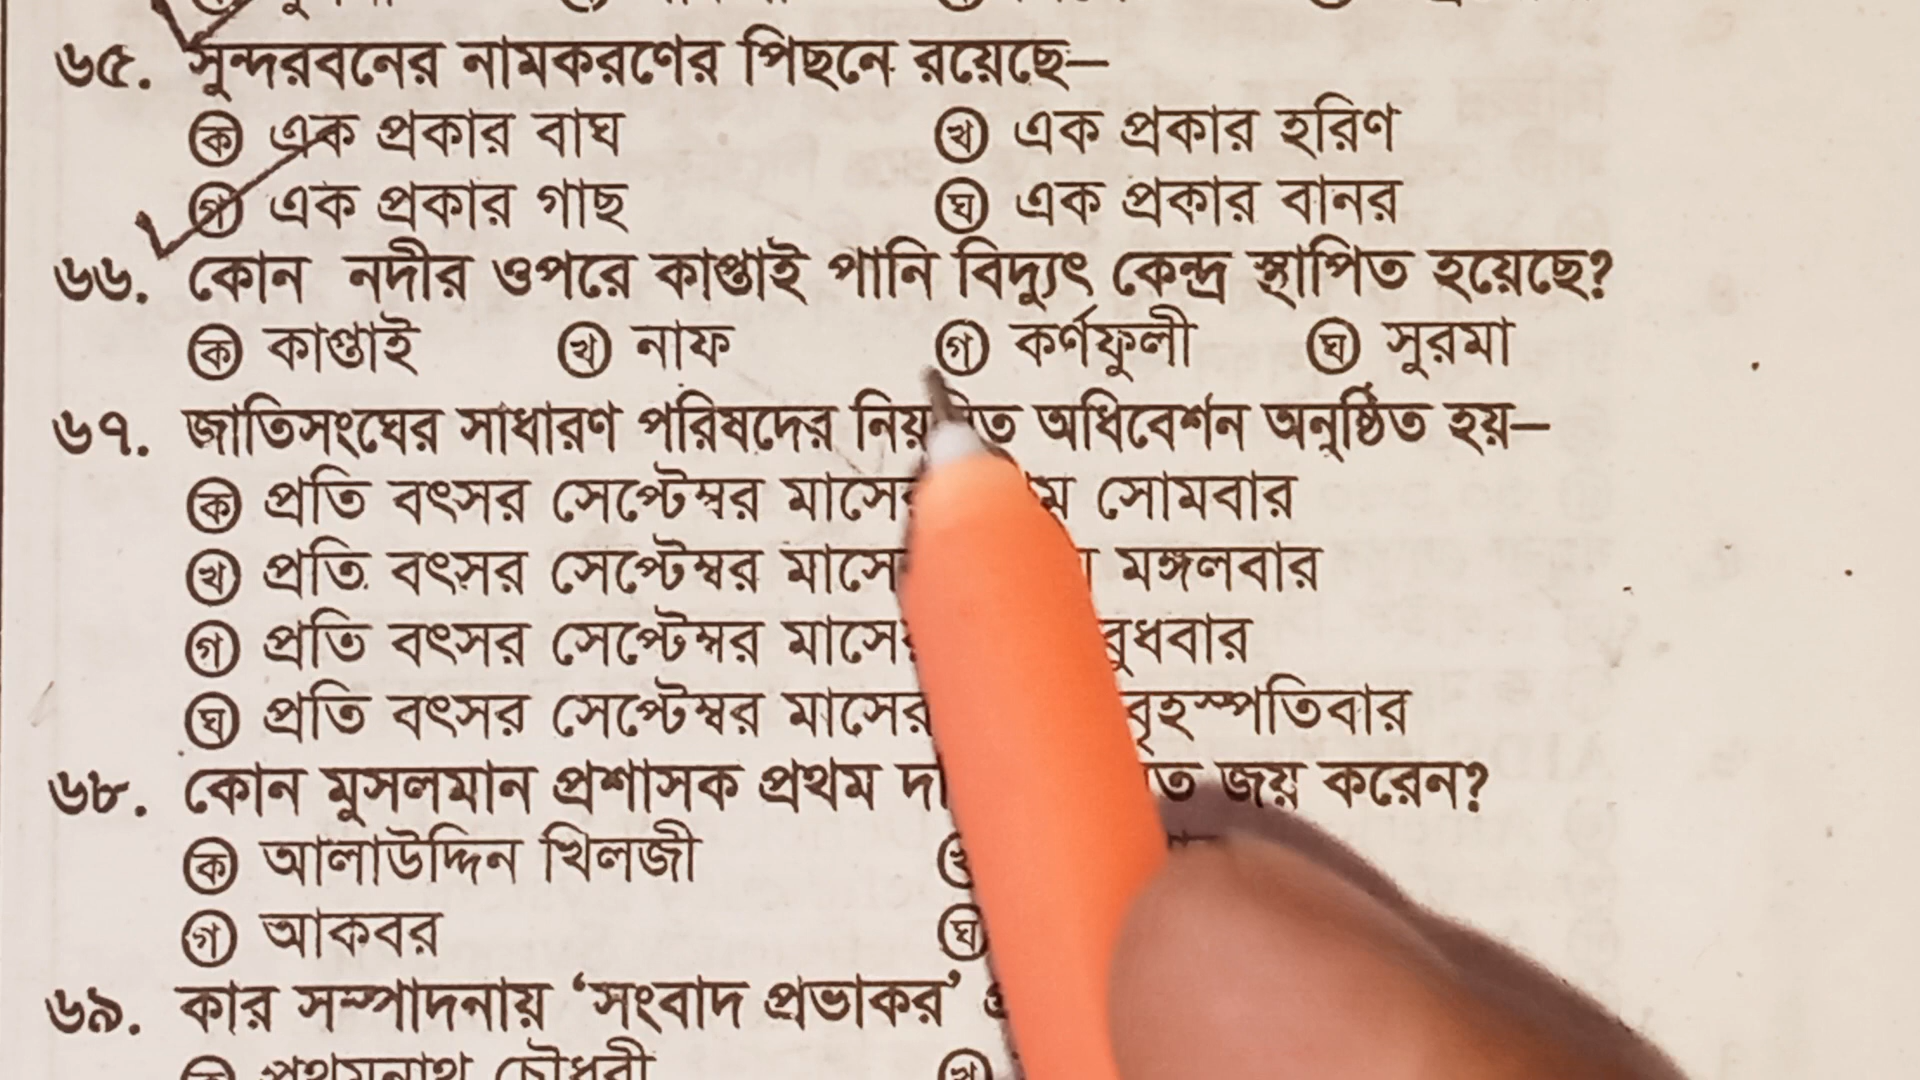 ৬৫. সুন্দরবনের নামকরণের পিছনে রয়েছে—
ক এক প্রকার বাঘ খ এক প্রকার হরিণ
গ এক প্রকার গাছ ঘ এক প্রকার বানর
৬৬. কোন নদীর ওপরে কাপ্তাই পানি বিদ্যুৎ কেন্দ্র স্থাপিত হয়েছে?
ক কাপ্তাই খ নাফ গ কর্ণফুলী ঘ সুরমা
৬৭. জাতিসংঘের সাধারণ পরিষদের অধিবেশন অনুষ্ঠিত হয়—
ক প্রতি বৎসর সেপ্টেম্বর সোমবার
খ প্রতি বৎসর সেপ্টেম্বর মঙ্গলবার
গ প্রতি বৎসর সেপ্টেম্বর বুধবার
ঘ প্রতি বৎসর সেপ্টেম্বর মাসের বৃহস্পতিবার
৬৮. কোন মুসলমান প্রশাসক প্রথম জয় করেন?
ক আলাউদ্দিন খিলজী
গ আকবর ঘ
৬৯. কার সম্পাদনায় ‘সংবাদ প্রভাকর’
প্রথমনাথ চৌধুরী খ